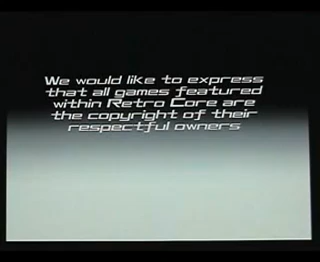 We would like to express
that all games featured
within Retro Core are
the copyright of their
respectful owners